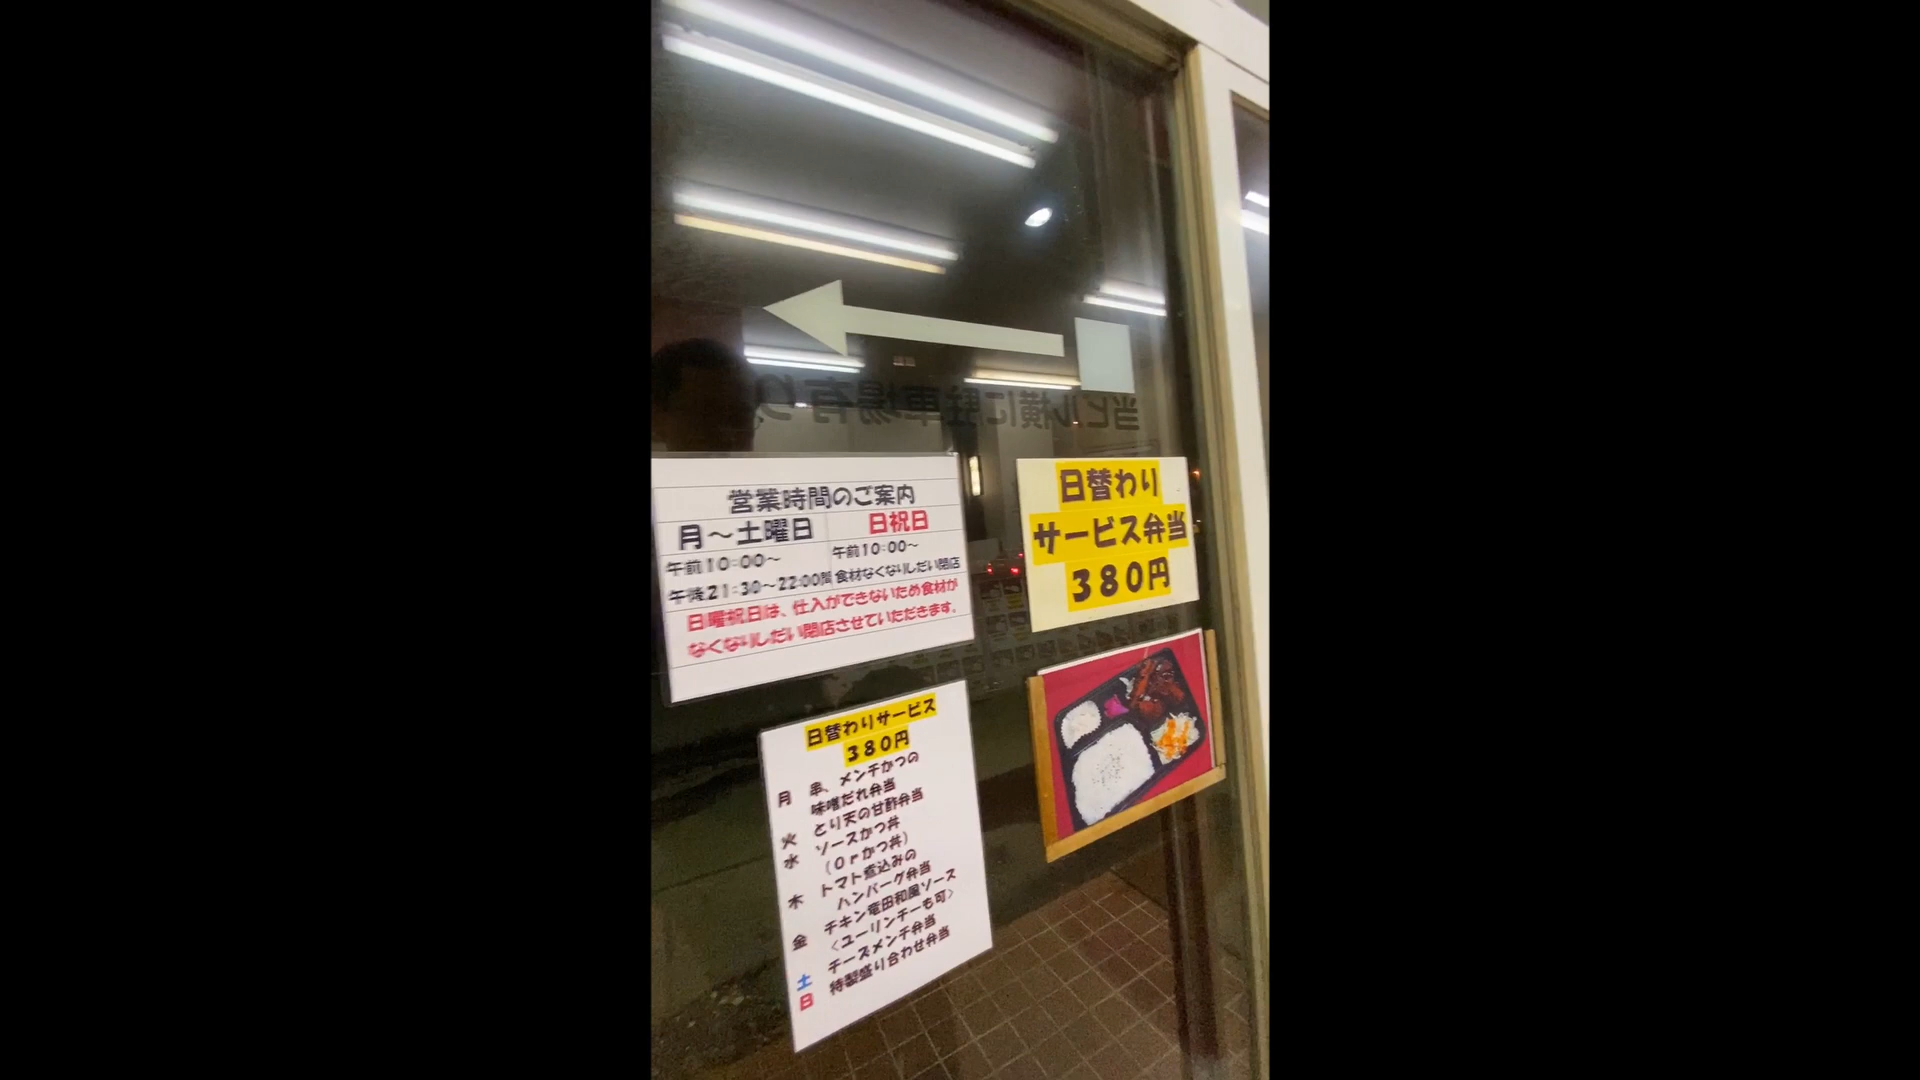 当ビル横に駐車場有り
営業時間のご案内
月～土曜日
午前10:00～
午後21:30～22:00間
日祝日
午前10:00～
食材なくなりしだい閉店
日曜祝日は、仕入ができないため食材が
なくなりしだい閉店させていただきます。
日替わり
サービス弁当
380円
日替わりサービス
380円
月 串、メンチかつの
味噌だれ弁当
火 とり天の甘酢弁当
水 ソースかつ丼
(Orかつ丼)
木 トマト煮込みの
ハンバーグ弁当
金 チキン竜田和風ソース
<ユーリンチーも可>
土 チーズメンチ弁当
日 特製盛り合わせ弁当